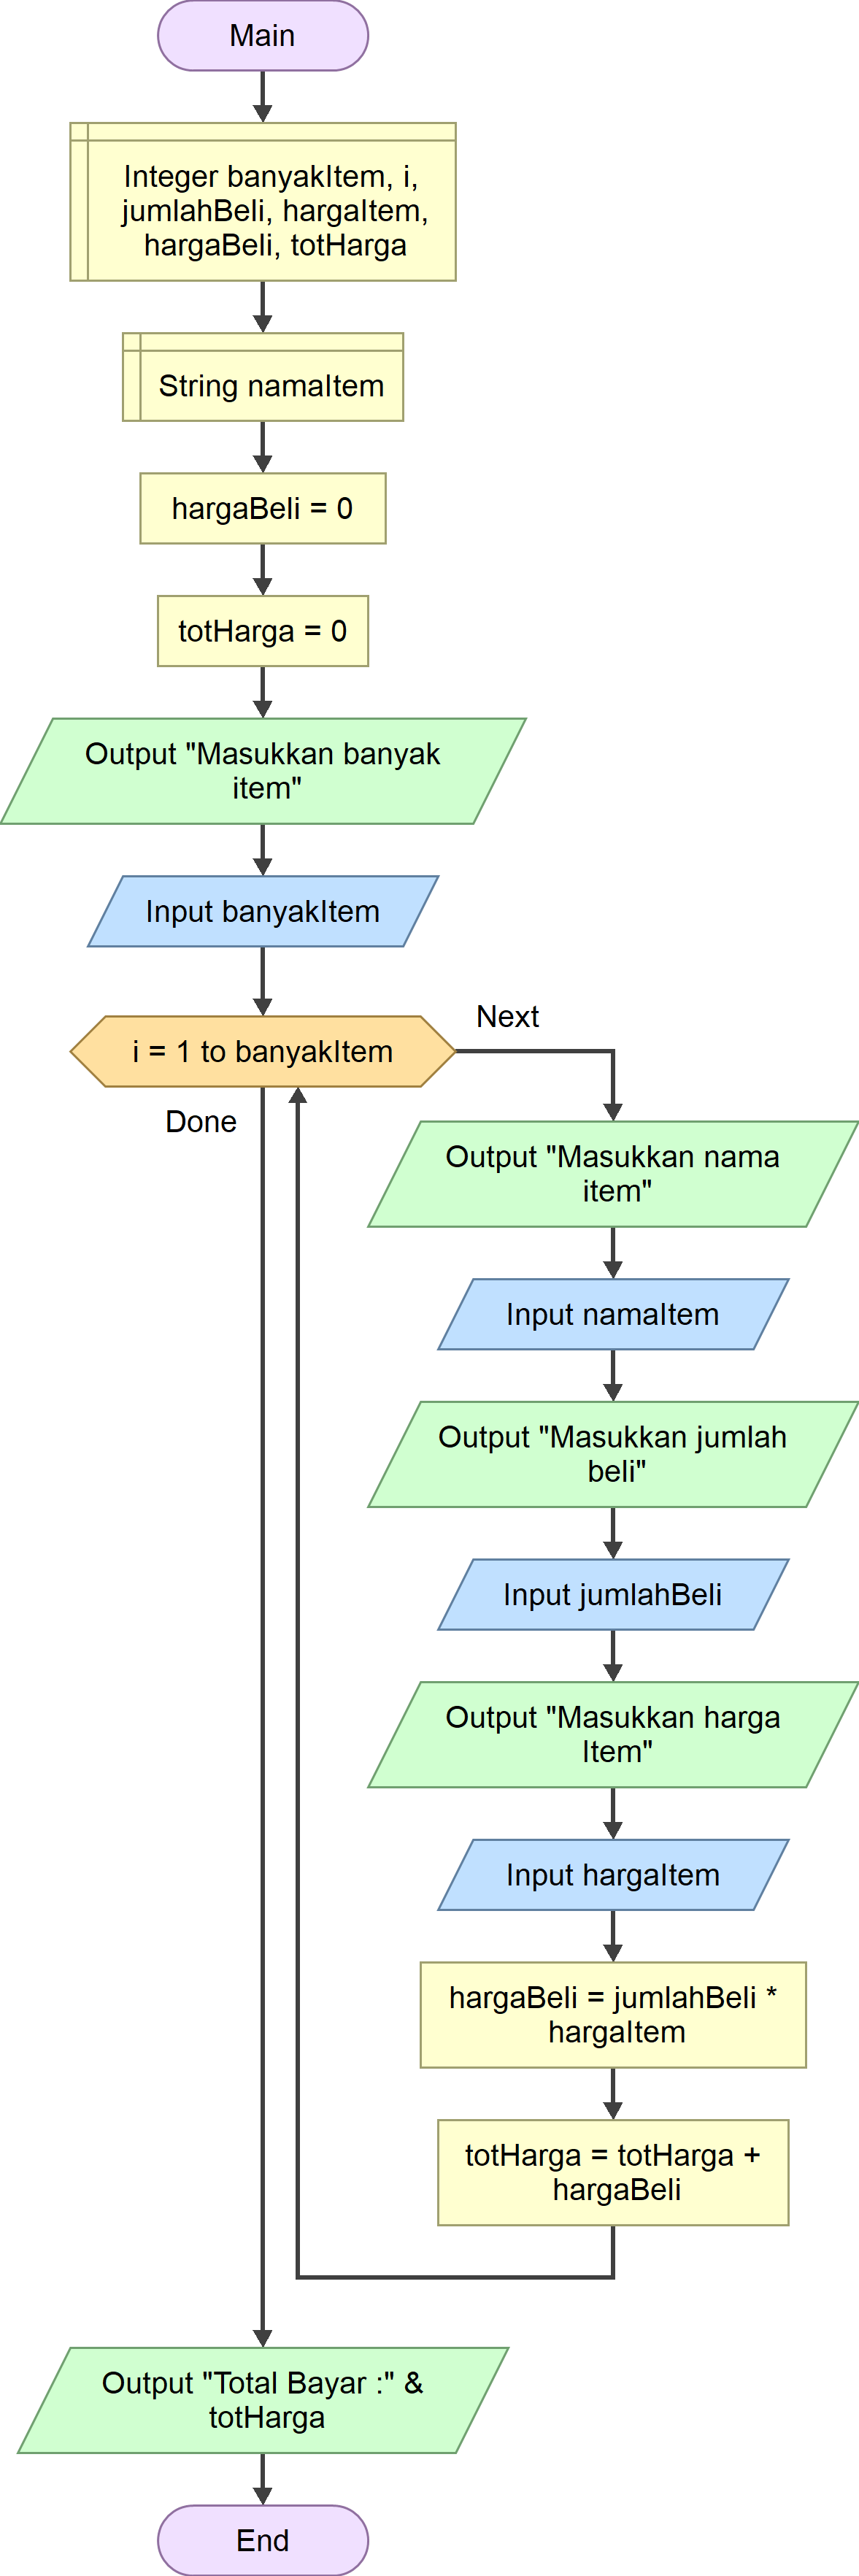 Main
Integer banyakItem, i,
jumlahBeli, hargaItem,
hargaBeli, totHarga
String namaItem
hargaBeli = 0
totHarga = 0
Output "Masukkan banyak
item"
Input banyakItem
i = 1 to banyakItem
Next
Done
Output "Masukkan nama
item"
Input namaItem
Output "Masukkan jumlah
beli"
Input jumlahBeli
Output "Masukkan harga
Item"
Input hargaItem
hargaBeli = jumlahBeli *
hargaItem
totHarga = totHarga +
hargaBeli
Output "Total Bayar :" &
totHarga
End